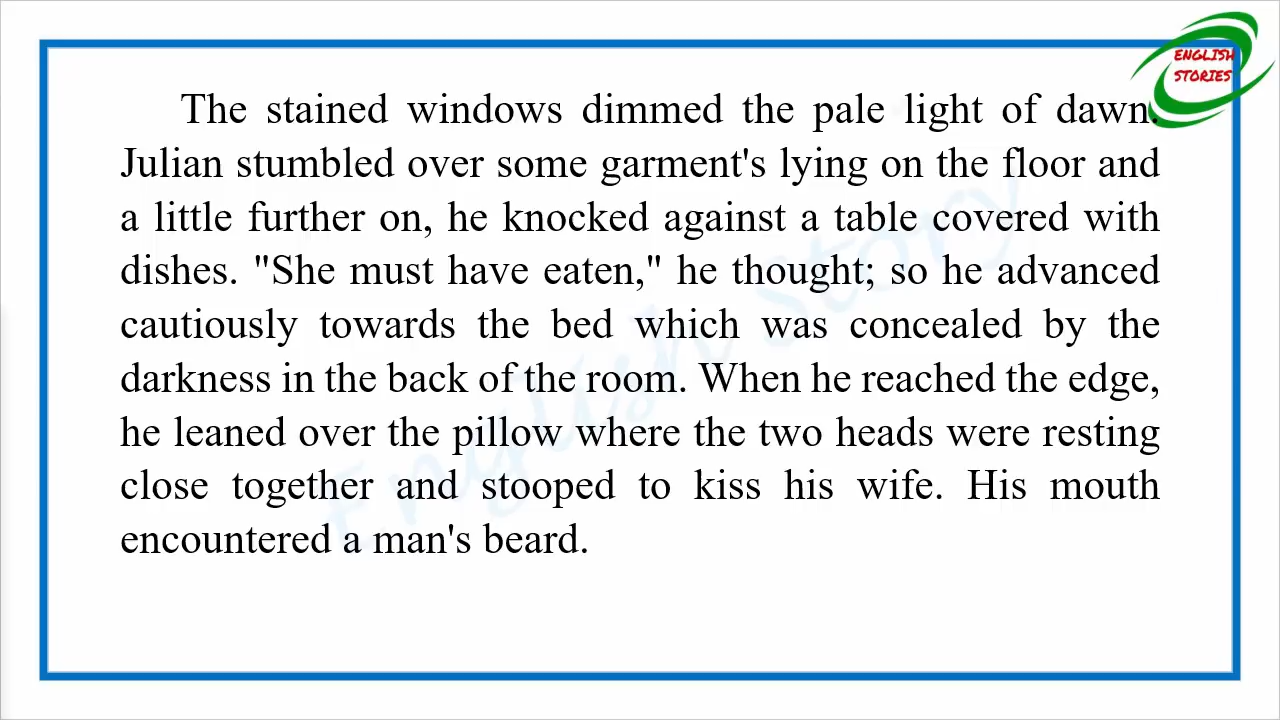 ENGLISH
STORIES
The stained windows dimmed the pale light of dawn.
Julian stumbled over some garment's lying on the floor and
a little further on, he knocked against a table covered with
dishes. "She must have eaten," he thought; so he advanced
cautiously towards the bed which was concealed by the
darkness in the back of the room. When he reached the edge,
he leaned over the pillow where the two heads were resting
close together and stooped to kiss his wife. His mouth
encountered a man's beard.
English Story